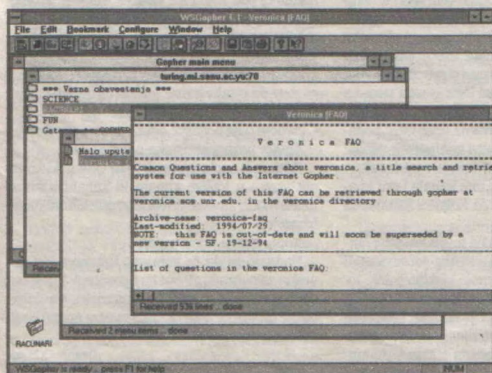 WSGopher 1.1 - Veronica (FAQ)
File Edit Bookmark Configure Window Help
Gopher main menu
turing.mi.sanu.ac.yu:70
*** Vazna obavestenja ***
SCIENCE
FUN
Malo uputs
Veronica (FAQ)
Veronica FAQ
Common Questions and Answers about veronica, a title search and retrie
system for use with the Internet Gopher.
The current version of this FAQ can be retrieved through gopher at
veronica.scs.unr.edu, in the veronica directory
Archive-name: veronica-faq
Last-modified: 1994/07/29
NOTE: this FAQ is out-of-date and will soon be superseded by a
new version - SF, 19-12-94
List of questions in the veronica FAQ:
Received 536 lines ... done
Received 2 menu items ... done
RACUNARI
WSGopher is ready... press F1 for help
NUM